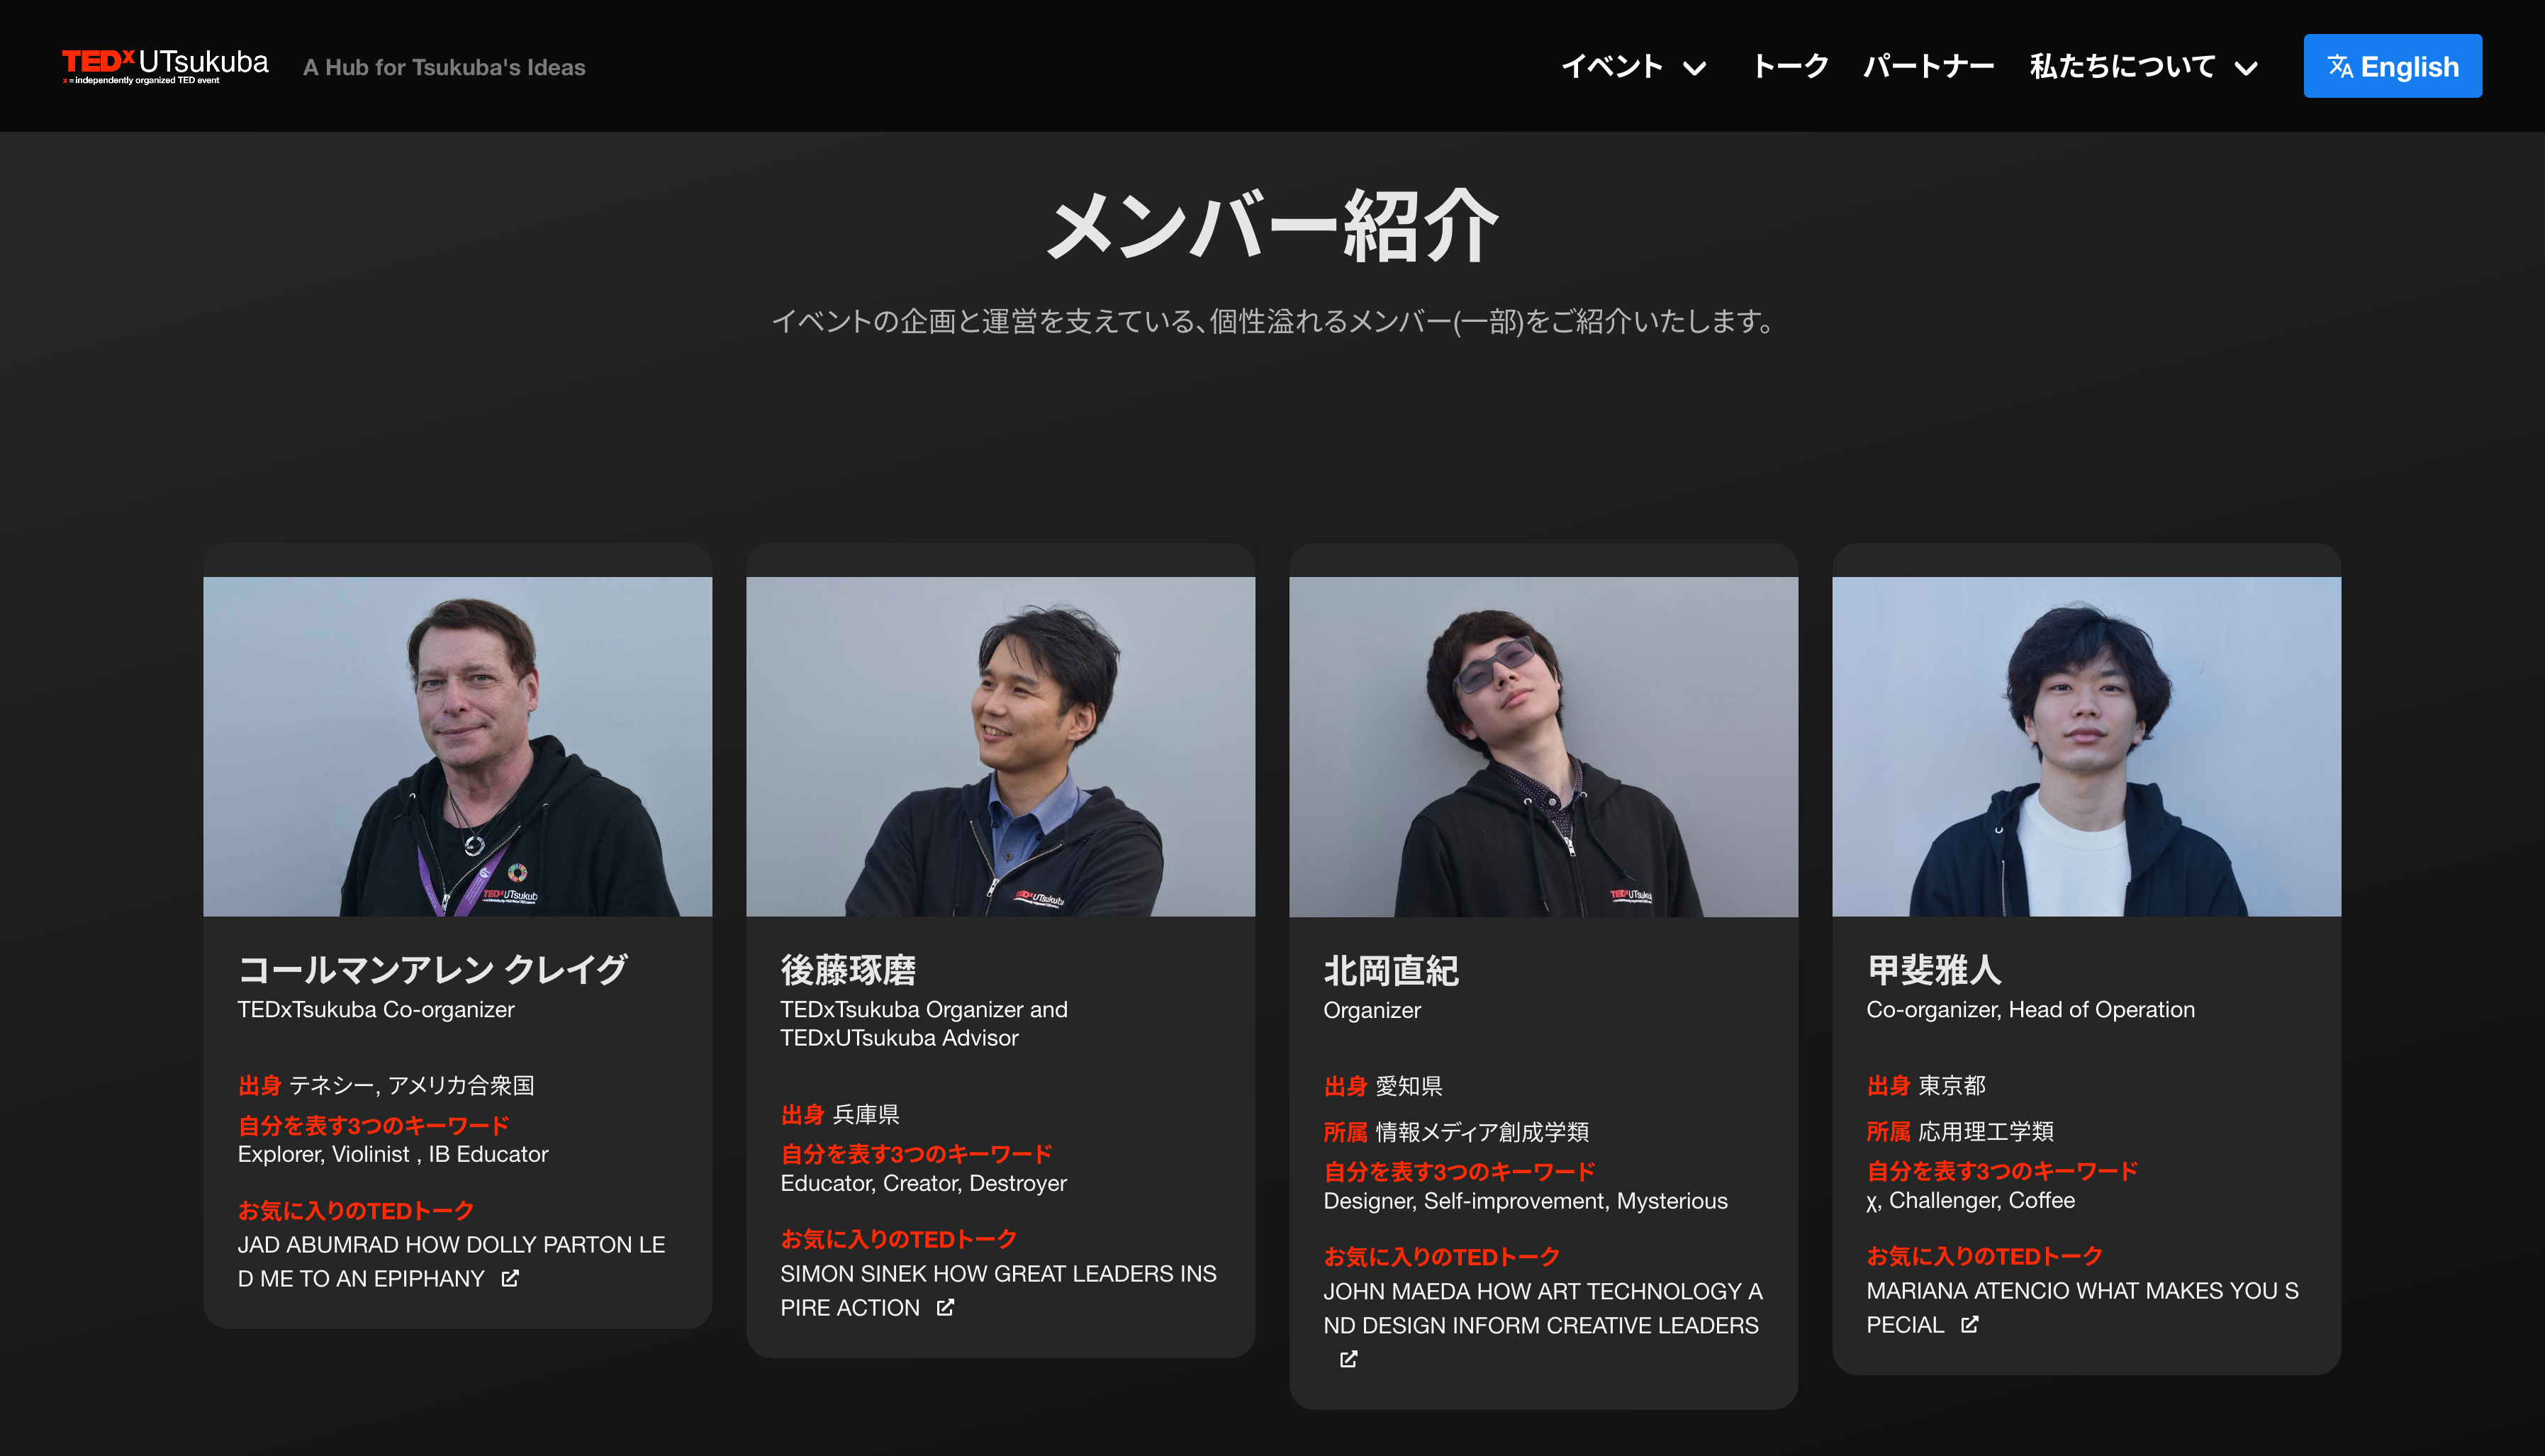 TEDxUTsukuba
x = independently organized TED event
A Hub for Tsukuba's Ideas
イベント
トーク
パートナー
私たちについて
English
メンバー紹介
イベントの企画と運営を支えている、個性溢れるメンバー(一部)をご紹介いたします。
TEDxUTsukub
TEDxUTsukuba
TEDxUTsukuba
コールマンアレン クレイグ
TEDxTsukuba Co-organizer
出身 テネシー, アメリカ合衆国
自分を表す3つのキーワード
Explorer, Violinist , IB Educator
お気に入りのTEDトーク
JAD ABUMRAD HOW DOLLY PARTON LE
D ME TO AN EPIPHANY
後藤琢磨
TEDxTsukuba Organizer and
TEDxUTsukuba Advisor
出身 兵庫県
自分を表す3つのキーワード
Educator, Creator, Destroyer
お気に入りのTEDトーク
SIMON SINEK HOW GREAT LEADERS INS
PIRE ACTION
北岡直紀
Organizer
出身 愛知県
所属 情報メディア創成学類
自分を表す3つのキーワード
Designer, Self-improvement, Mysterious
お気に入りのTEDトーク
JOHN MAEDA HOW ART TECHNOLOGY A
ND DESIGN INFORM CREATIVE LEADERS
甲斐雅人
Co-organizer, Head of Operation
出身 東京都
所属 応用理工学類
自分を表す3つのキーワード
χ, Challenger, Coffee
お気に入りのTEDトーク
MARIANA ATENCIO WHAT MAKES YOU S
PECIAL